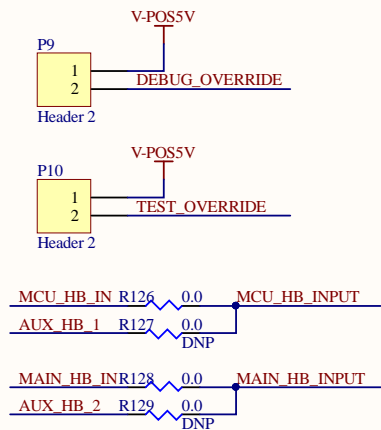 V-POS5V
P9
1
2
DEBUG_OVERRIDE
Header 2
V-POS5V
P10
1
2
TEST_OVERRIDE
Header 2
MCU_HB_IN R126 0.0 MCU_HB_INPUT
AUX_HB_1 R127 0.0
DNP
MAIN_HB_IN R128 0.0 MAIN_HB_INPUT
AUX_HB_2 R129 0.0
DNP